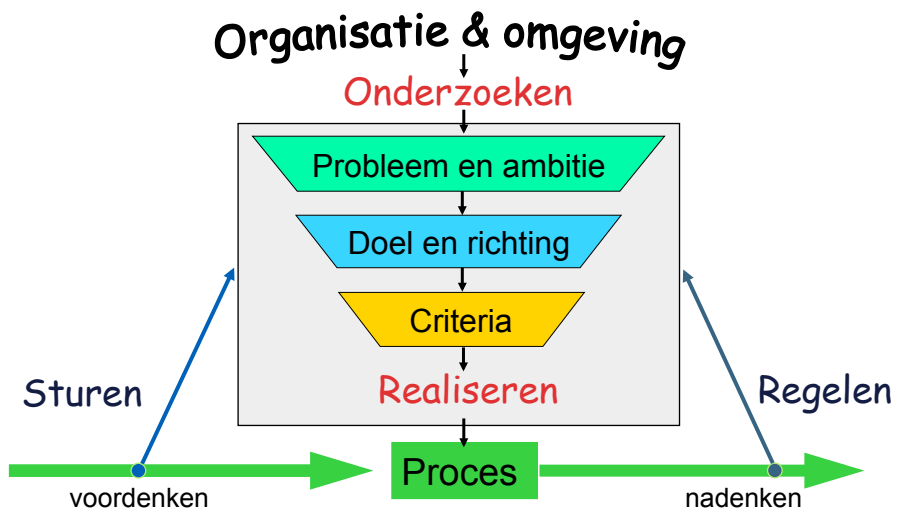 Organisatie & omgeving
Onderzoeken
Probleem en ambitie
Doel en richting
Criteria
Realiseren
Sturen
Regelen
Proces
voordenken
nadenken